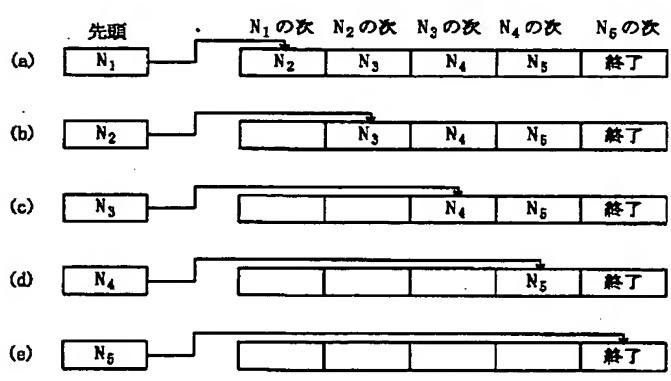 先頭 N₁の次 N₂の次 N₃の次 N₄の次 N₅の次
(a) N₁ N₂ N₃ N₄ N₅ 終了
(b) N₂ N₃ N₄ N₅ 終了
(c) N₃ N₄ N₅ 終了
(d) N₄ N₅ 終了
(e) N₅ 終了